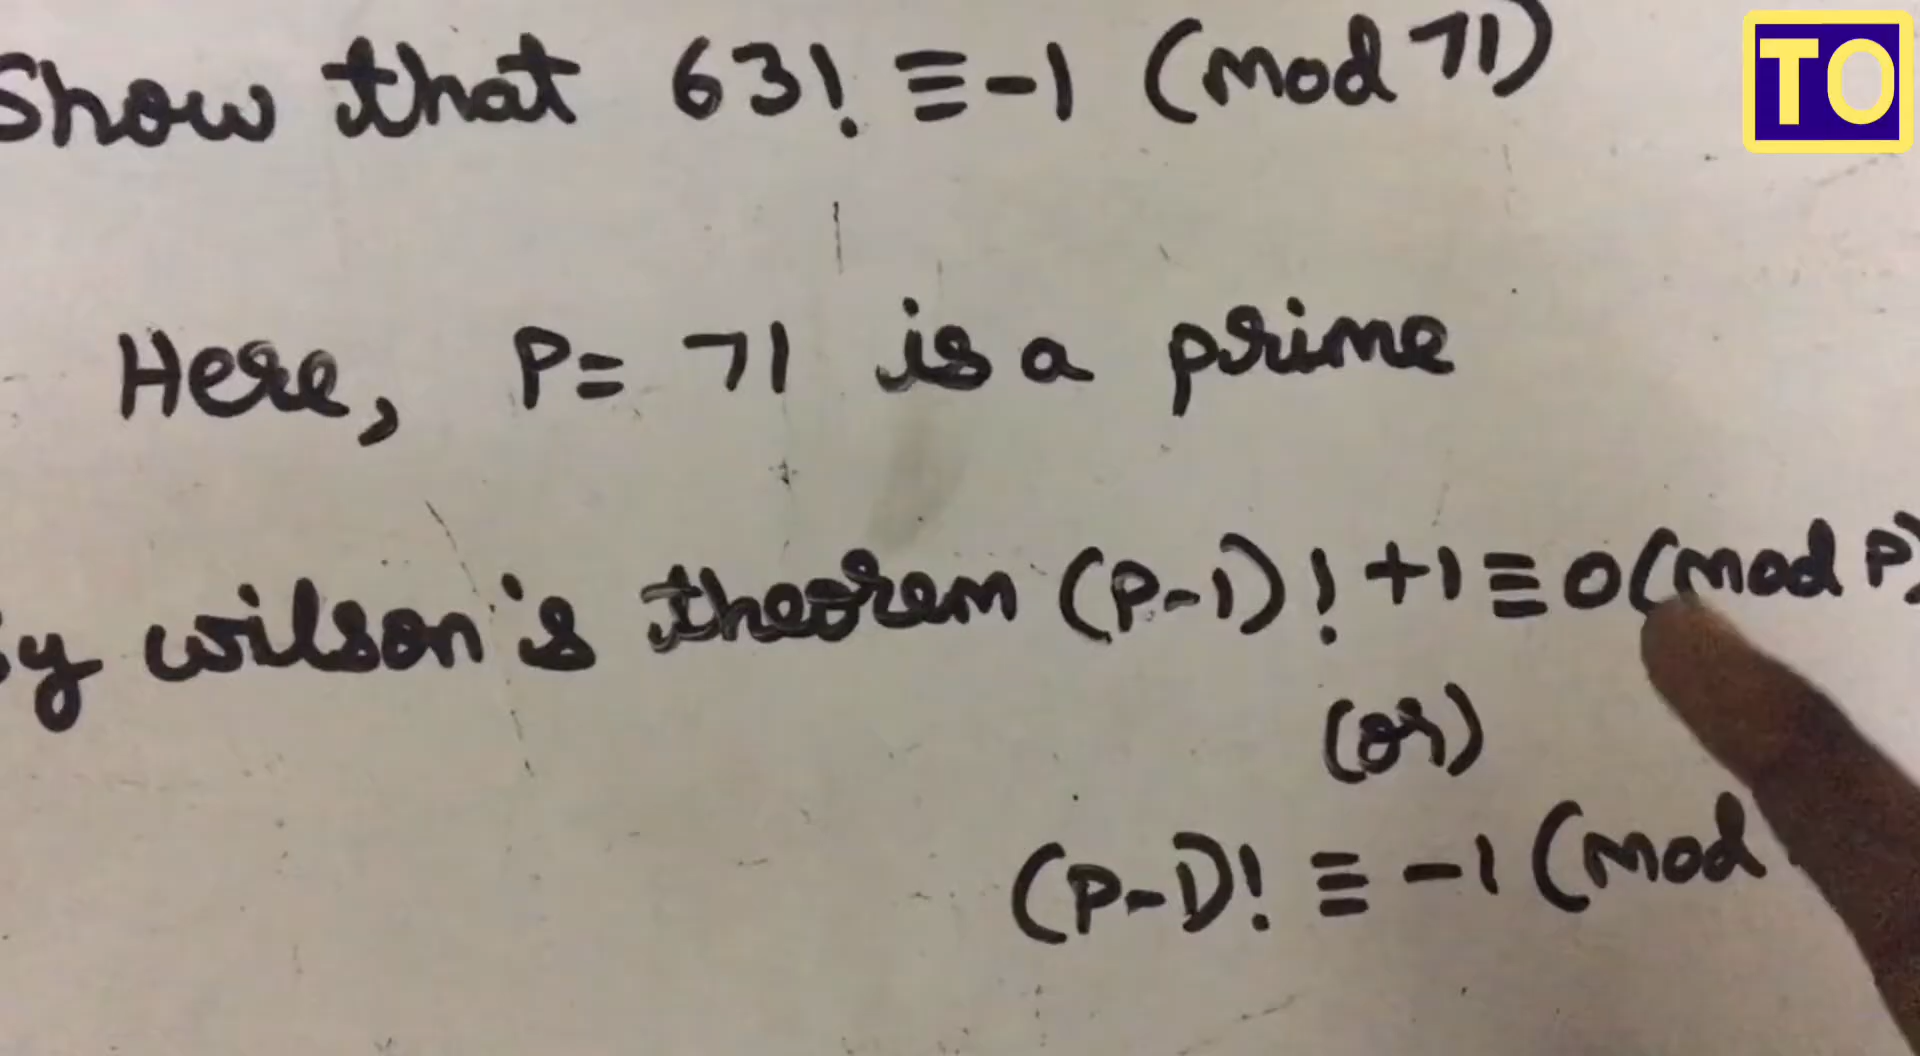 Show that 63! ≡ -1 (mod 71)
TO
Here, P = 71 is a prime
wilson's theorem (P-1)! +1 ≡ 0 (mod P)
(or)
(P-1)! ≡ -1 (mod